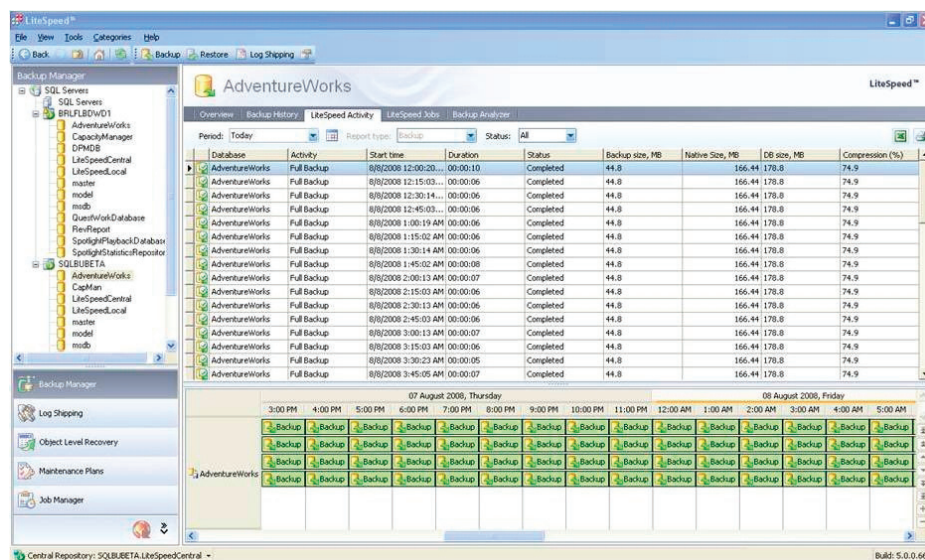 LiteSpeed™
File View Tools Categories Help
Back Backup Restore Log Shipping
Backup Manager
SQL Servers
SQL Servers
BRLFLBDWD1
AdventureWorks
CapacityManager
DPMDB
LiteSpeedCentral
LiteSpeedLocal
master
model
msdb
QuestWorkDatabase
RevReport
SpotlightPlaybackDatabase
SpotlightStatisticsRepositor
SQLBUBETA
AdventureWorks
CapMan
LiteSpeedCentral
LiteSpeedLocal
master
model
msdb
Backup Manager
Log Shipping
Object Level Recovery
Maintenance Plans
Job Manager
AdventureWorks
LiteSpeed™
Overview Backup History LiteSpeed Activity LiteSpeed Jobs Backup Analyzer
Period: Today Report type: Backup Status: All
Database Activity Start time Duration Status Backup size, MB Native Size, MB DB size, MB Compression (%)
AdventureWorks Full Backup 8/8/2008 12:00:20... 00:00:10 Completed 44.8 166.44 178.8 74.9
AdventureWorks Full Backup 8/8/2008 12:15:03... 00:00:06 Completed 44.8 166.44 178.8 74.9
AdventureWorks Full Backup 8/8/2008 12:30:14... 00:00:06 Completed 44.8 166.44 178.8 74.9
AdventureWorks Full Backup 8/8/2008 12:45:03... 00:00:06 Completed 44.8 166.44 178.8 74.9
AdventureWorks Full Backup 8/8/2008 1:00:19 AM 00:00:06 Completed 44.8 166.44 178.8 74.9
AdventureWorks Full Backup 8/8/2008 1:15:02 AM 00:00:06 Completed 44.8 166.44 178.8 74.9
AdventureWorks Full Backup 8/8/2008 1:30:14 AM 00:00:06 Completed 44.8 166.44 178.8 74.9
AdventureWorks Full Backup 8/8/2008 1:45:02 AM 00:00:08 Completed 44.8 166.44 178.8 74.9
AdventureWorks Full Backup 8/8/2008 2:00:13 AM 00:00:07 Completed 44.8 166.44 178.8 74.9
AdventureWorks Full Backup 8/8/2008 2:15:03 AM 00:00:06 Completed 44.8 166.44 178.8 74.9
AdventureWorks Full Backup 8/8/2008 2:30:13 AM 00:00:06 Completed 44.8 166.44 178.8 74.9
AdventureWorks Full Backup 8/8/2008 2:45:03 AM 00:00:06 Completed 44.8 166.44 178.8 74.9
AdventureWorks Full Backup 8/8/2008 3:00:13 AM 00:00:07 Completed 44.8 166.44 178.8 74.9
AdventureWorks Full Backup 8/8/2008 3:15:03 AM 00:00:06 Completed 44.8 166.44 178.8 74.9
AdventureWorks Full Backup 8/8/2008 3:30:23 AM 00:00:05 Completed 44.8 166.44 178.8 74.9
AdventureWorks Full Backup 8/8/2008 3:45:05 AM 00:00:07 Completed 44.8 166.44 178.8 74.9
07 August 2008, Thursday 08 August 2008, Friday
3:00 PM 4:00 PM 5:00 PM 6:00 PM 7:00 PM 8:00 PM 9:00 PM 10:00 PM 11:00 PM 12:00 AM 1:00 AM 2:00 AM 3:00 AM 4:00 AM 5:00 AM
Backup Backup Backup Backup Backup Backup Backup Backup Backup Backup Backup Backup Backup Backup Backup
Backup Backup Backup Backup Backup Backup Backup Backup Backup Backup Backup Backup Backup Backup Backup
Backup Backup Backup Backup Backup Backup Backup Backup Backup Backup Backup Backup Backup Backup Backup
AdventureWorks
Backup Backup Backup Backup Backup Backup Backup Backup Backup Backup Backup Backup Backup Backup Backup
Central Repository: SQLBUBETA.LiteSpeedCentral
Build: 5.0.0.66